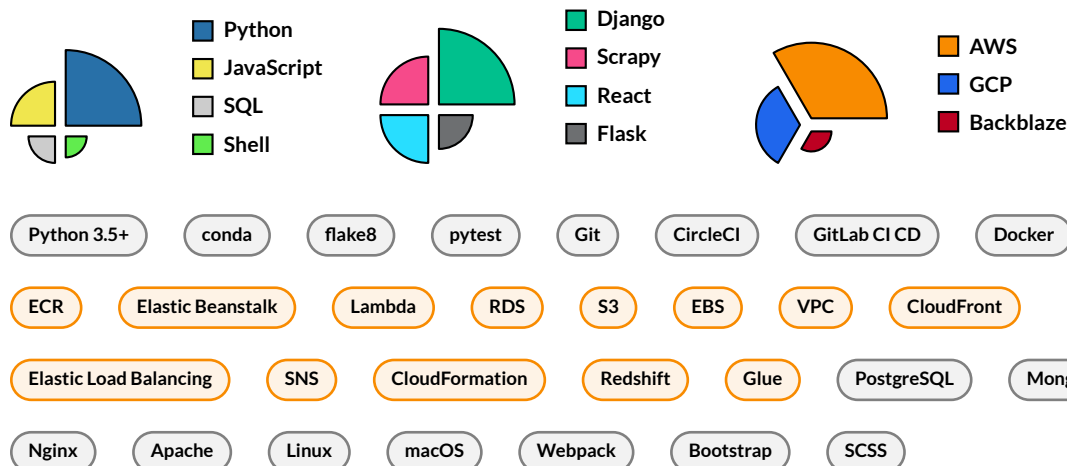 Python
JavaScript
SQL
Shell
Django
Scrapy
React
Flask
AWS
GCP
Backblaze
Python 3.5+ conda flake8 pytest Git CircleCI GitLab CI CD Docker
ECR Elastic Beanstalk Lambda RDS S3 EBS VPC CloudFront
Elastic Load Balancing SNS CloudFormation Redshift Glue PostgreSQL Mong
Nginx Apache Linux macOS Webpack Bootstrap SCSS